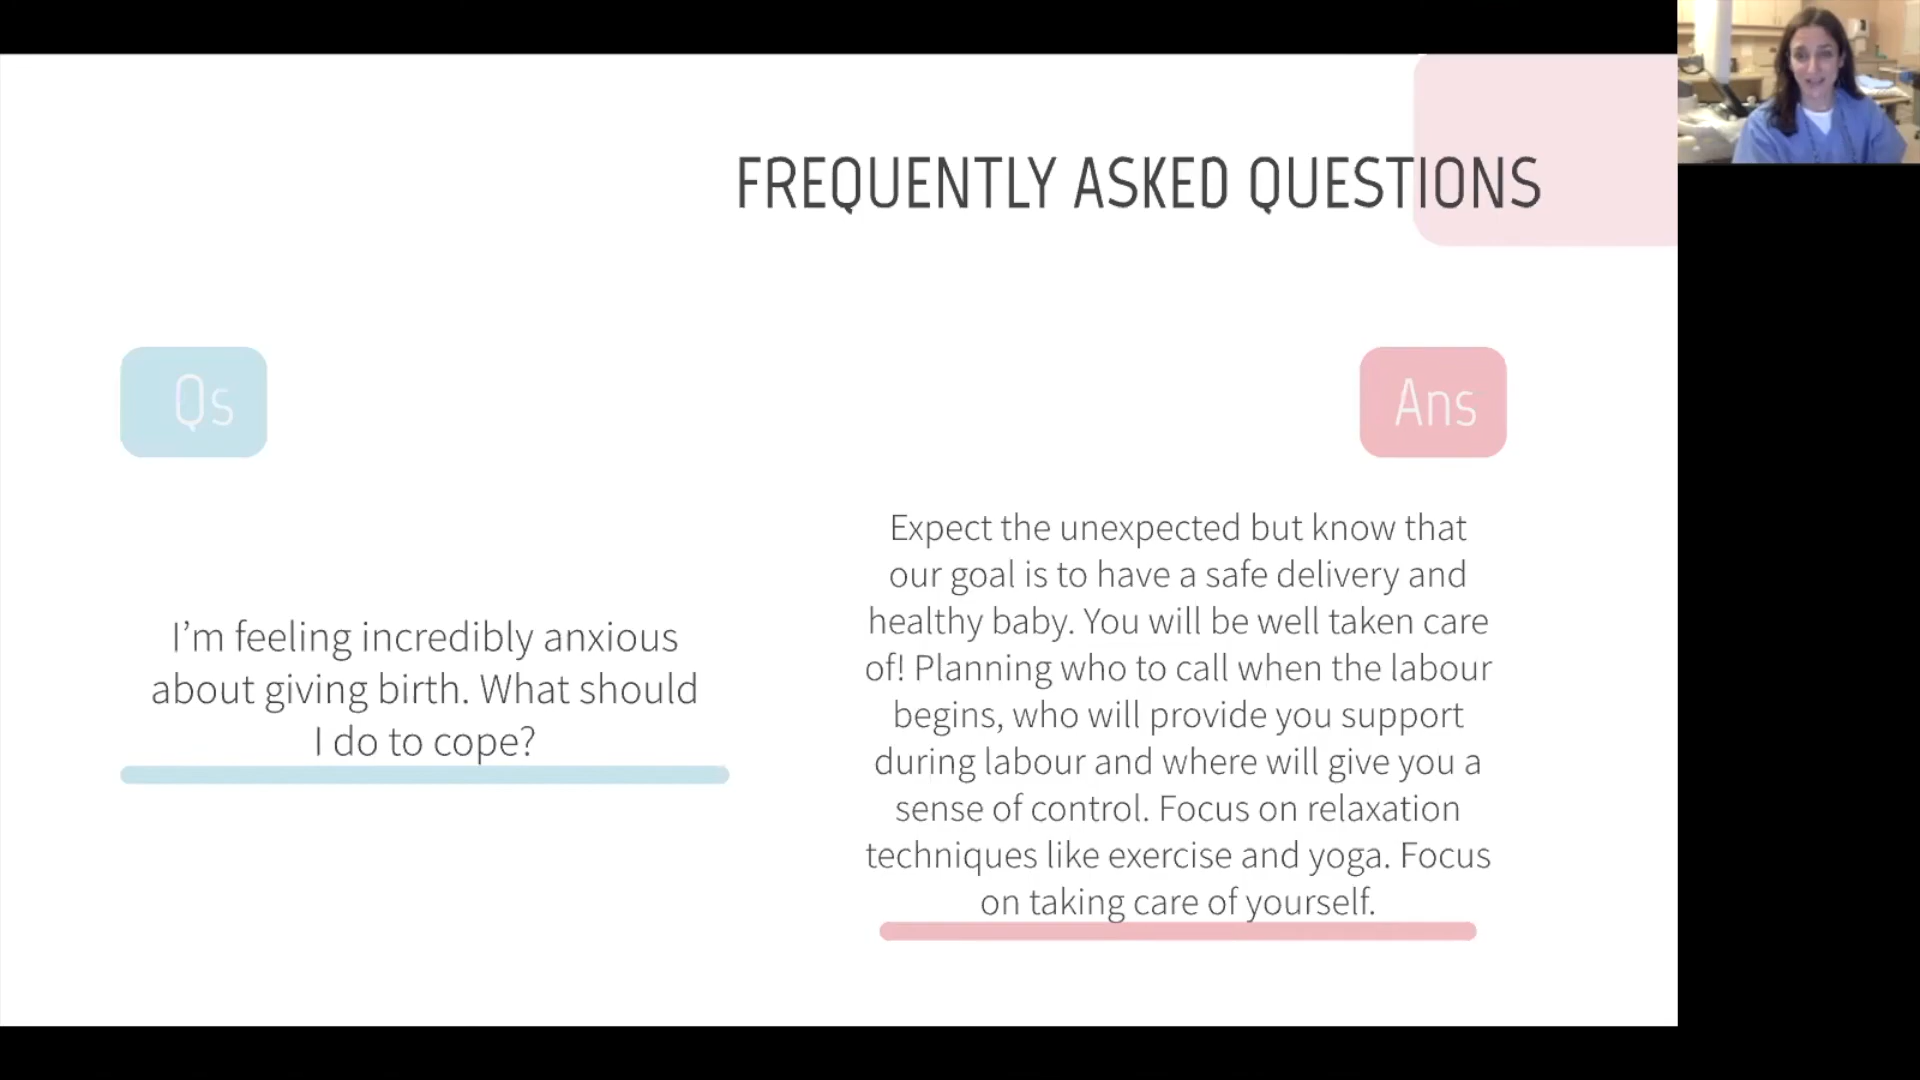 FREQUENTLY ASKED QUESTIONS
Qs
I’m feeling incredibly anxious
about giving birth. What should
I do to cope?
Ans
Expect the unexpected but know that
our goal is to have a safe delivery and
healthy baby. You will be well taken care
of! Planning who to call when the labour
begins, who will provide you support
during labour and where will give you a
sense of control. Focus on relaxation
techniques like exercise and yoga. Focus
on taking care of yourself.